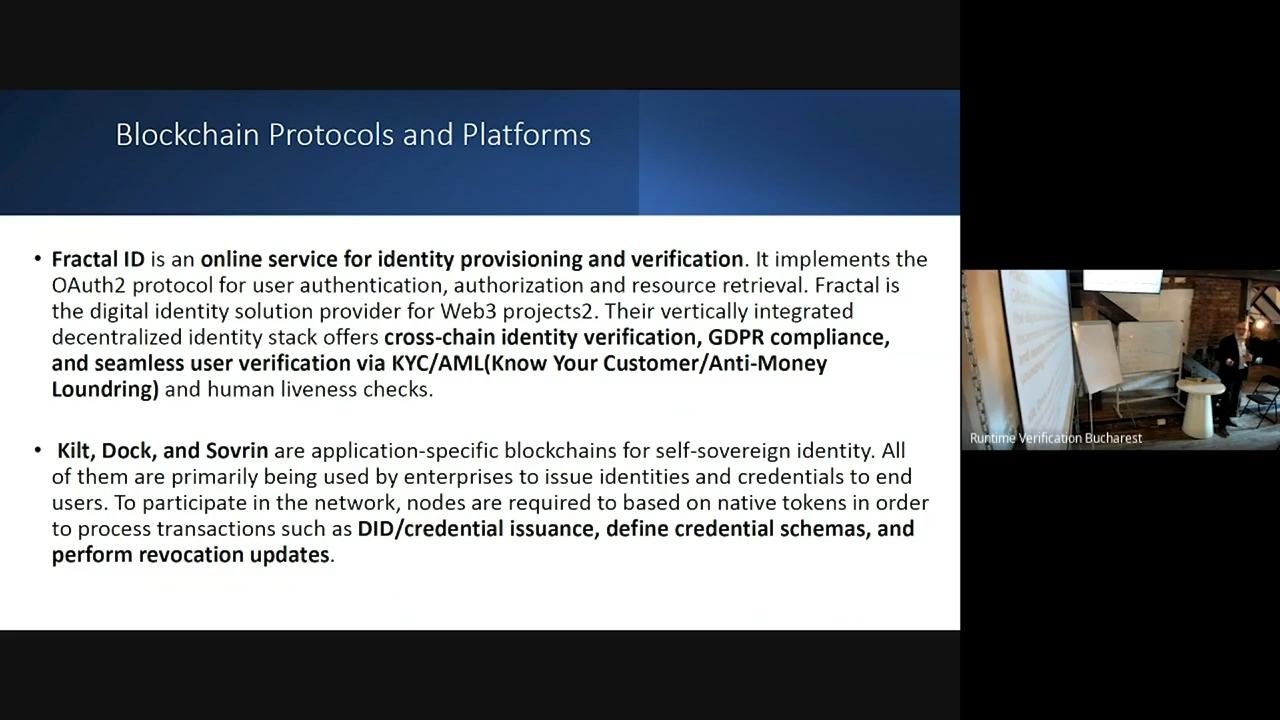 Blockchain Protocols and Platforms
• Fractal ID is an online service for identity provisioning and verification. It implements the
OAuth2 protocol for user authentication, authorization and resource retrieval. Fractal is
the digital identity solution provider for Web3 projects2. Their vertically integrated
decentralized identity stack offers cross-chain identity verification, GDPR compliance,
and seamless user verification via KYC/AML(Know Your Customer/Anti-Money
Loundring) and human liveness checks.
• Kilt, Dock, and Sovrin are application-specific blockchains for self-sovereign identity. All
of them are primarily being used by enterprises to issue identities and credentials to end
users. To participate in the network, nodes are required to based on native tokens in order
to process transactions such as DID/credential issuance, define credential schemas, and
perform revocation updates.
Runtime Verification Bucharest